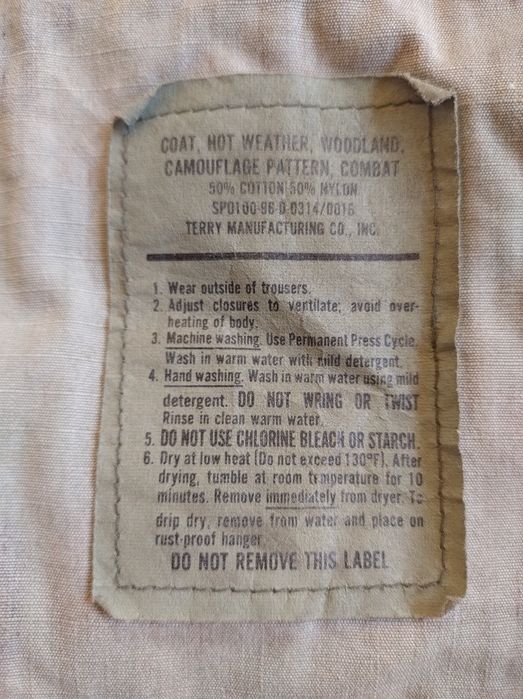 COAT, HOT WEATHER, WOODLAND,
CAMOUFLAGE PATTERN, COMBAT
50% COTTON 50% NYLON
SPO100-96-D-0314/0016
TERRY MANUFACTURING CO., INC.
1. Wear outside of trousers.
2. Adjust closures to ventilate; avoid over-
heating of body.
3. Machine washing. Use Permanent Press Cycle.
Wash in warm water with mild detergent.
4. Hand washing. Wash in warm water using mild
detergent. DO NOT WRING OR TWIST
Rinse in clean warm water.
5. DO NOT USE CHLORINE BLEACH OR STARCH.
6. Dry at low heat (Do not exceed 130°F). After
drying, tumble at room temperature for 10
minutes. Remove immediately from dryer. To
drip dry, remove from water and place on
rust-proof hanger
DO NOT REMOVE THIS LABEL